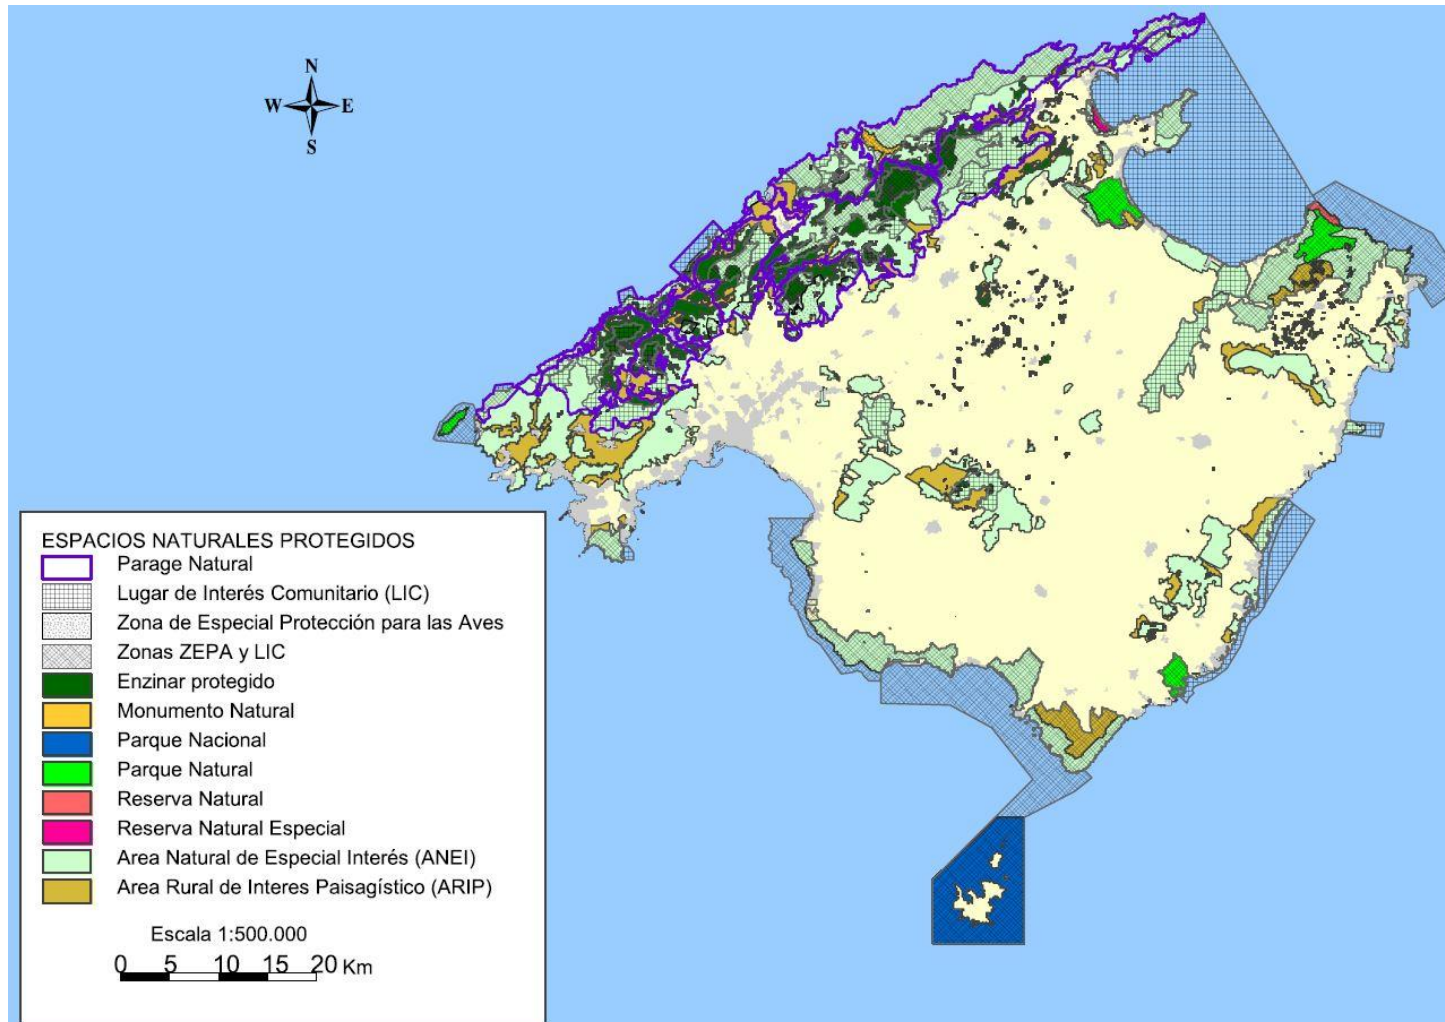 N
W E
S
ESPACIOS NATURALES PROTEGIDOS
Parage Natural
Lugar de Interés Comunitario (LIC)
Zona de Especial Protección para las Aves
Zonas ZEPA y LIC
Enzinar protegido
Monumento Natural
Parque Nacional
Parque Natural
Reserva Natural
Reserva Natural Especial
Area Natural de Especial Interés (ANEI)
Area Rural de Interes Paisagístico (ARIP)
Escala 1:500.000
0 5 10 15 20 Km